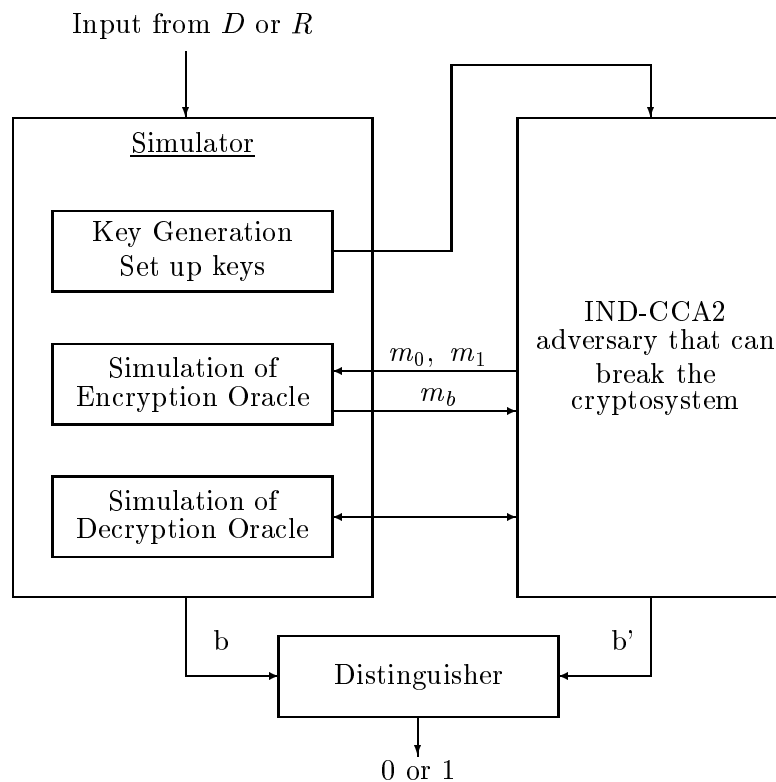 Input from D or R
Simulator
Key Generation
Set up keys
IND-CCA2
adversary that can
break the
cryptosystem
Simulation of
Encryption Oracle
m_0, m_1
m_b
Simulation of
Decryption Oracle
b
b'
Distinguisher
0 or 1